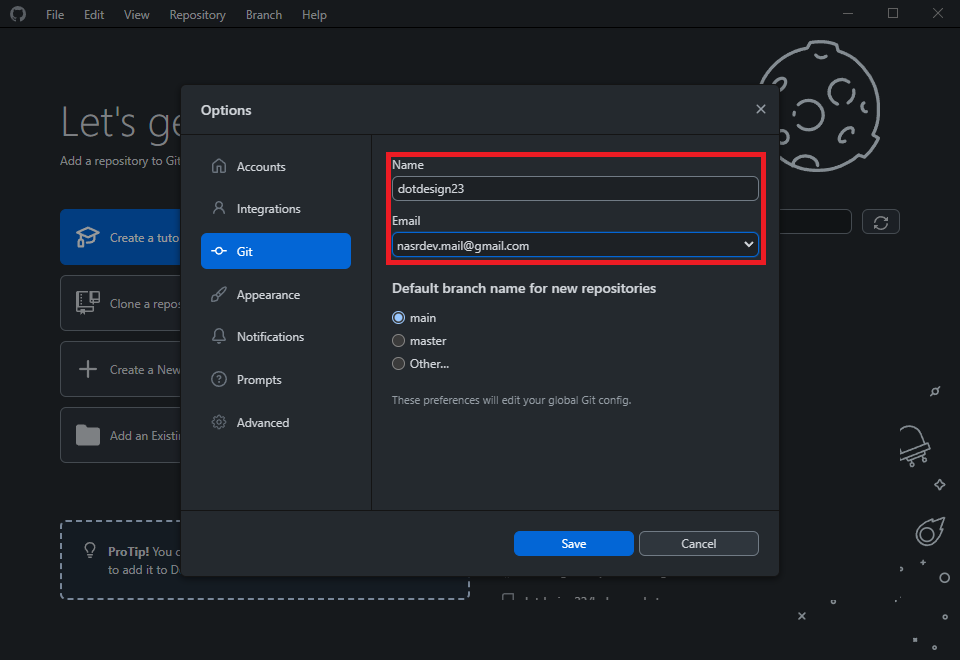 File Edit View Repository Branch Help
Let's ge
Add a repository to Git
Create a tuto
Clone a repos
Create a New
Add an Existin
ProTip! You c
to add it to D
Options
Accounts
Integrations
Git
Appearance
Notifications
Prompts
Advanced
Name
dotdesign23
Email
nasrdev.mail@gmail.com
Default branch name for new repositories
main
master
Other...
These preferences will edit your global Git config.
Save Cancel